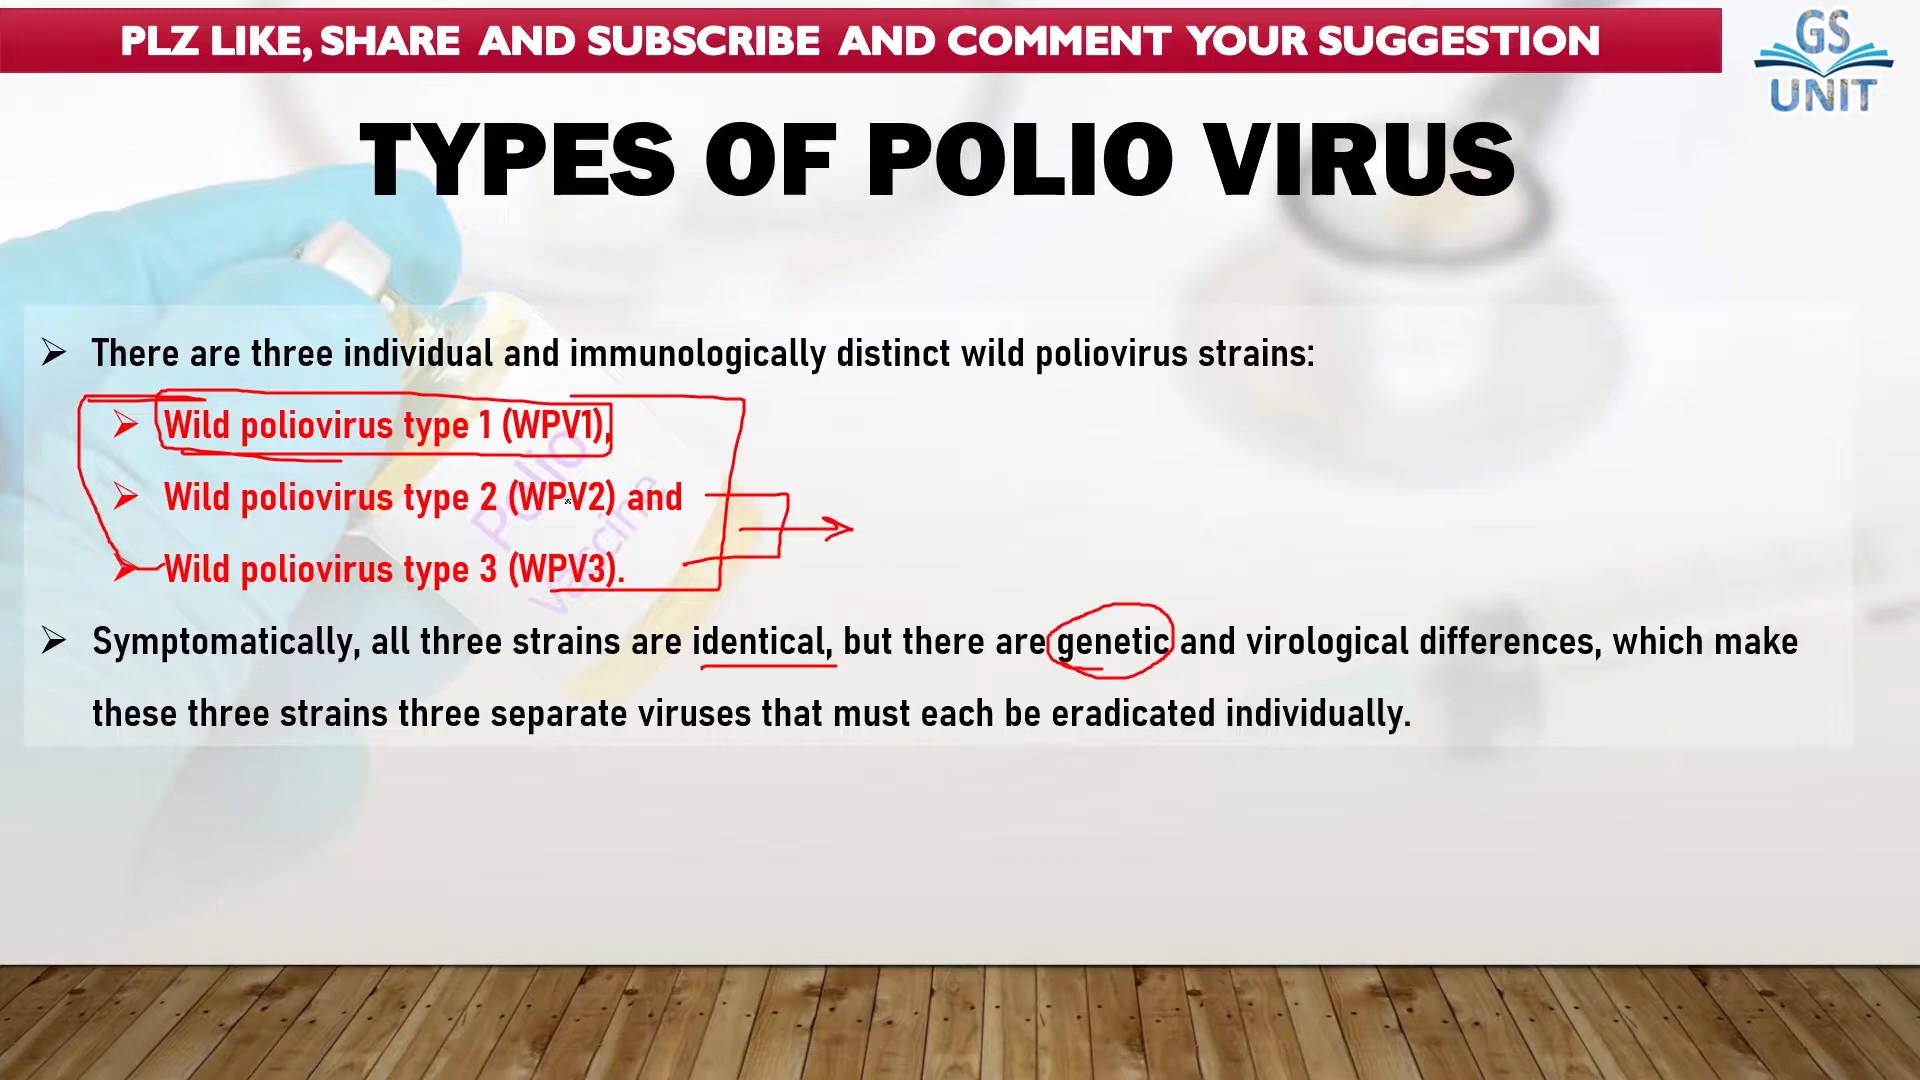 PLZ LIKE, SHARE AND SUBSCRIBE AND COMMENT YOUR SUGGESTION
GS
UNIT
TYPES OF POLIO VIRUS
There are three individual and immunologically distinct wild poliovirus strains:
Wild poliovirus type 1 (WPV1),
Wild poliovirus type 2 (WPV2) and
Wild poliovirus type 3 (WPV3).
Polio
vaccine
Symptomatically, all three strains are identical, but there are genetic and virological differences, which make
these three strains three separate viruses that must each be eradicated individually.